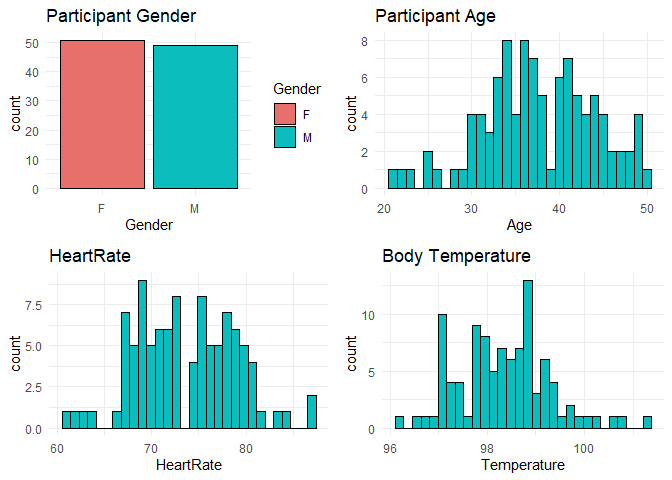 Participant Gender
50
40
30
20
10
0
count
F
M
Gender
Gender
F
M
Participant Age
8
6
4
2
0
count
20
30
40
50
Age
HeartRate
7.5
5.0
2.5
0.0
count
60
70
80
HeartRate
Body Temperature
10
5
0
count
96
98
100
Temperature